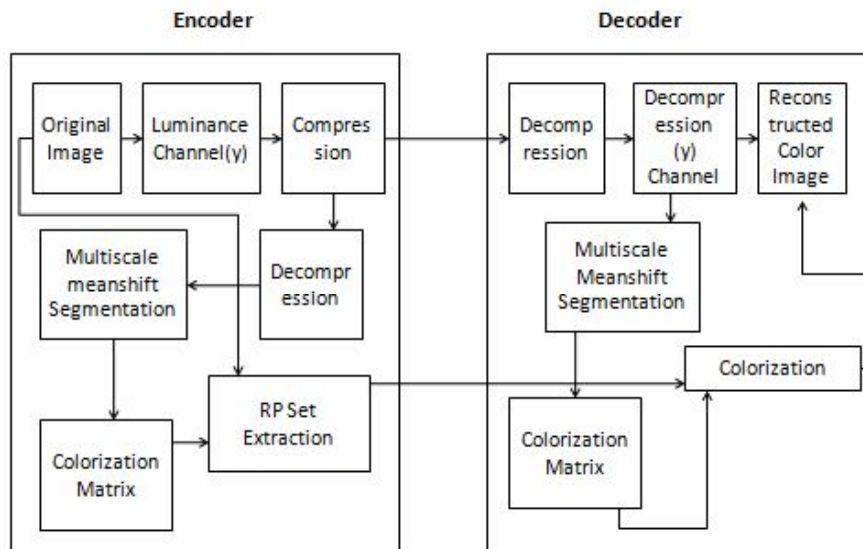 Encoder
Decoder
Original
Image
Luminance
Channel(y)
Compres
sion
Decomp
ression
Decompr
ession
(y)
Channel
Recons
tructed
Color
Image
Multiscale
meanshift
Segmentation
Decompr
ession
Multiscale
Meanshift
Segmentation
RP Set
Extraction
Colorization
Colorization
Matrix
Colorization
Matrix